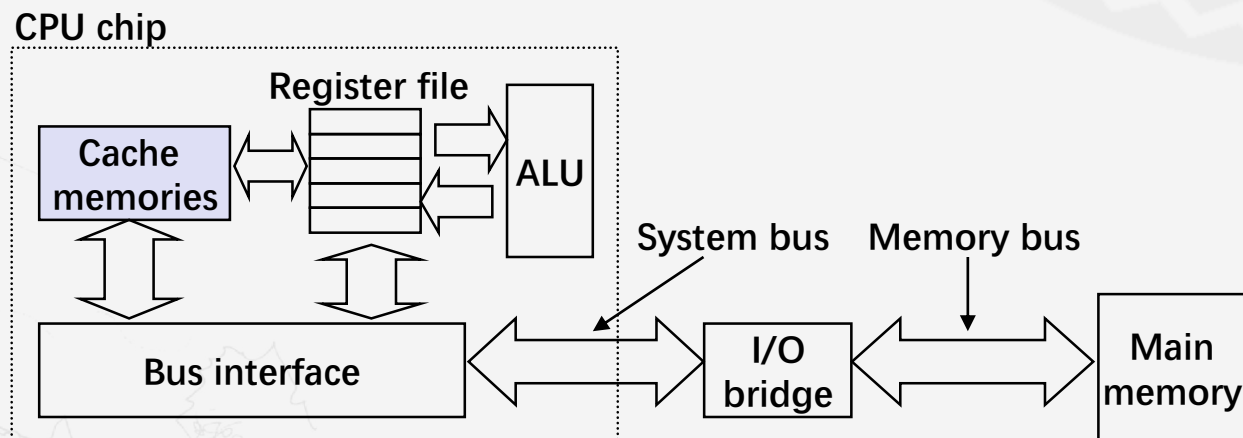 CPU chip
Register file
Cache
memories
ALU
System bus
Memory bus
Bus interface
I/O
bridge
Main
memory